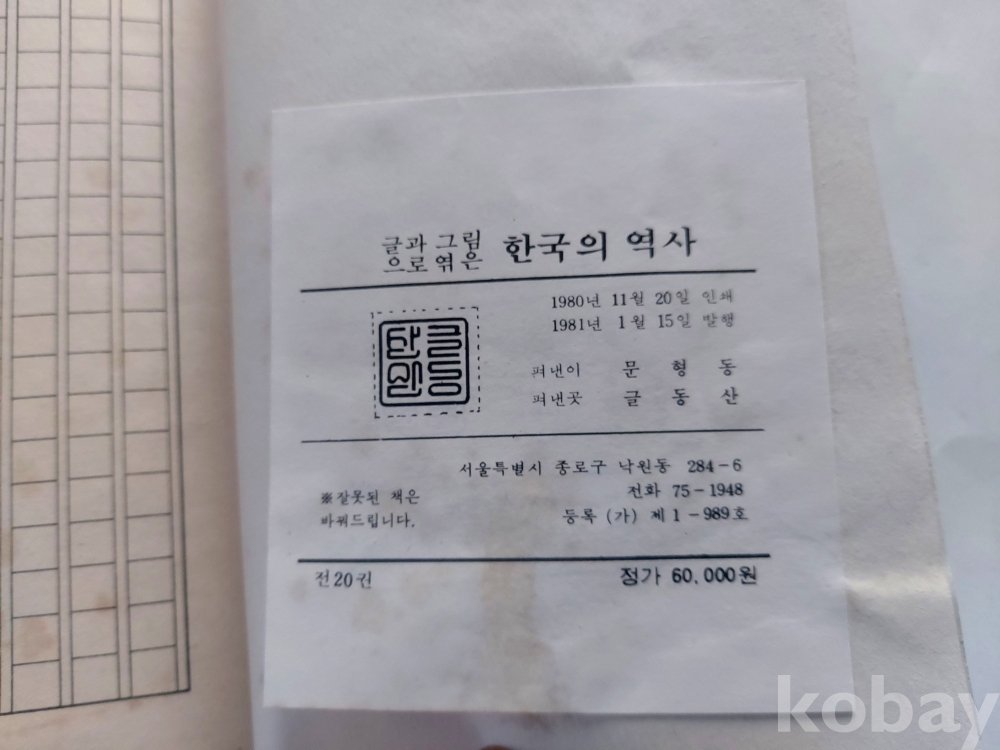 글과 그림
으로 엮은 한국의 역사
1980년 11월 20일 인쇄
1981년 1월 15일 발행
펴낸이 문 형 동
펴낸곳 글 동 산
서울특별시 종로구 낙원동 284-6
전화 75-1948
등록 (가) 제1-989호
※잘못된 책은
바꿔드립니다.
전20권 정가 60,000원
kobay